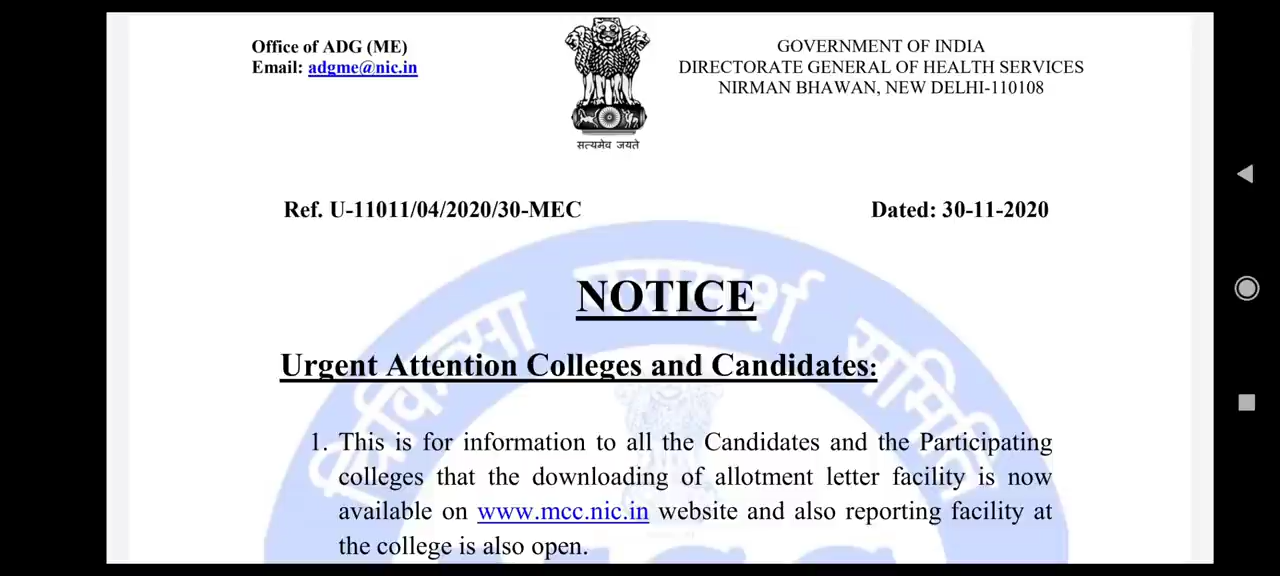 Office of ADG (ME)
Email: adgme@nic.in
सत्यमेव जयते
GOVERNMENT OF INDIA
DIRECTORATE GENERAL OF HEALTH SERVICES
NIRMAN BHAWAN, NEW DELHI-110108
Ref. U-11011/04/2020/30-MEC
Dated: 30-11-2020
NOTICE
Urgent Attention Colleges and Candidates:
चिकित्सा परामर्श समिति
1. This is for information to all the Candidates and the Participating
colleges that the downloading of allotment letter facility is now
available on www.mcc.nic.in website and also reporting facility at
the college is also open.